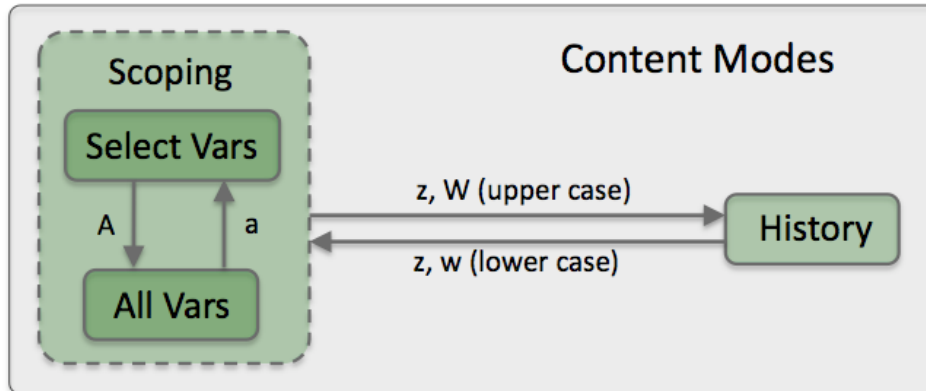 Content Modes
Scoping
Select Vars
A
a
All Vars
z, W (upper case)
z, w (lower case)
History